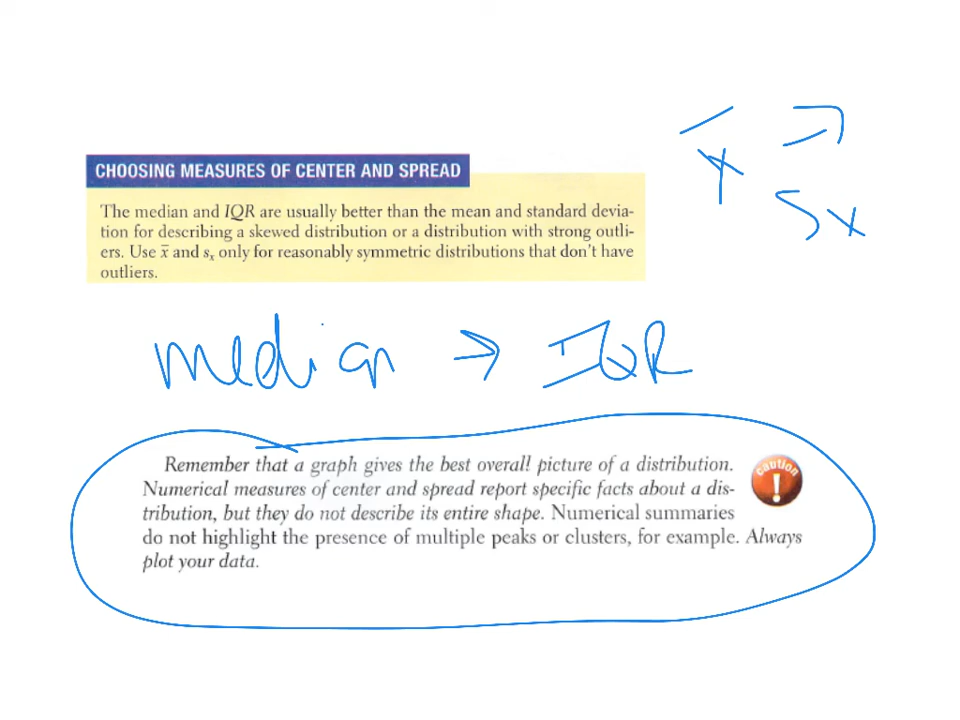 CHOOSING MEASURES OF CENTER AND SPREAD
The median and IQR are usually better than the mean and standard devia-
tion for describing a skewed distribution or a distribution with strong outli-
ers. Use x̄ and sₓ only for reasonably symmetric distributions that don't have
outliers.
x̄ →
Sx
median → IQR
Remember that a graph gives the best overall picture of a distribution.
Numerical measures of center and spread report specific facts about a dis-
tribution, but they do not describe its entire shape. Numerical summaries
do not highlight the presence of multiple peaks or clusters, for example. Always
plot your data.
caution
!